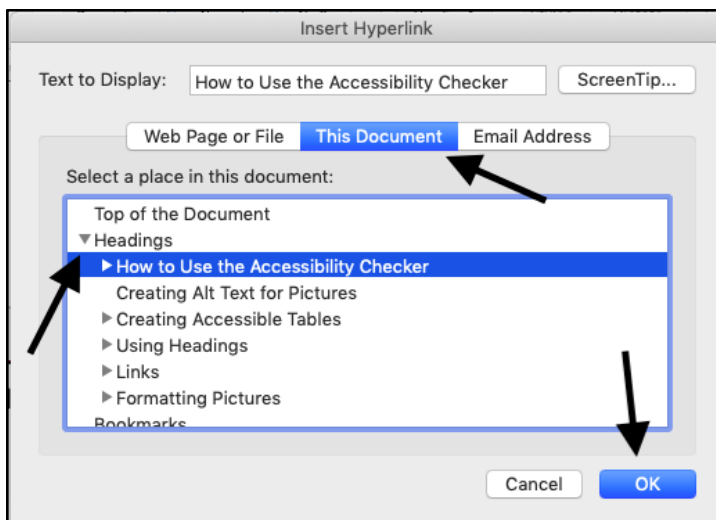 Insert Hyperlink
Text to Display: How to Use the Accessibility Checker ScreenTip...
Web Page or File This Document Email Address
Select a place in this document:
Top of the Document
Headings
How to Use the Accessibility Checker
Creating Alt Text for Pictures
Creating Accessible Tables
Using Headings
Links
Formatting Pictures
Bookmarks
Cancel OK